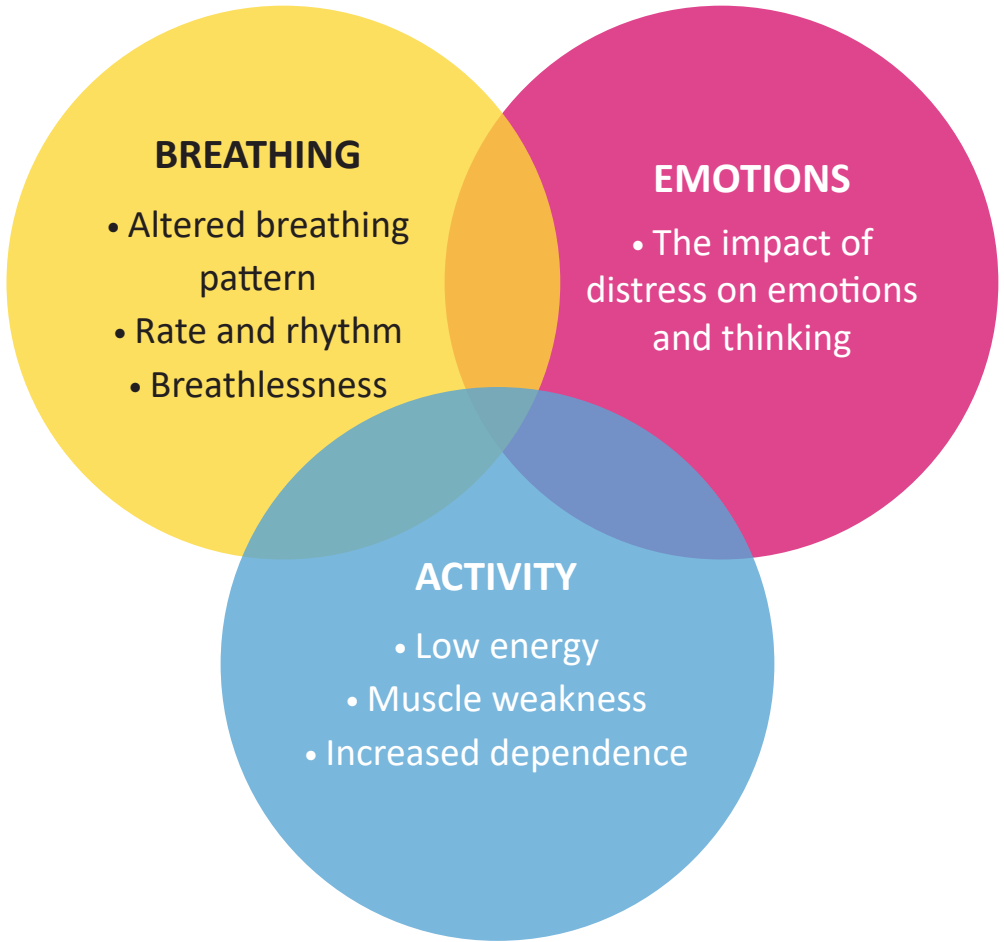 BREATHING
• Altered breathing
pattern
• Rate and rhythm
• Breathlessness
EMOTIONS
• The impact of
distress on emotions
and thinking
ACTIVITY
• Low energy
• Muscle weakness
• Increased dependence